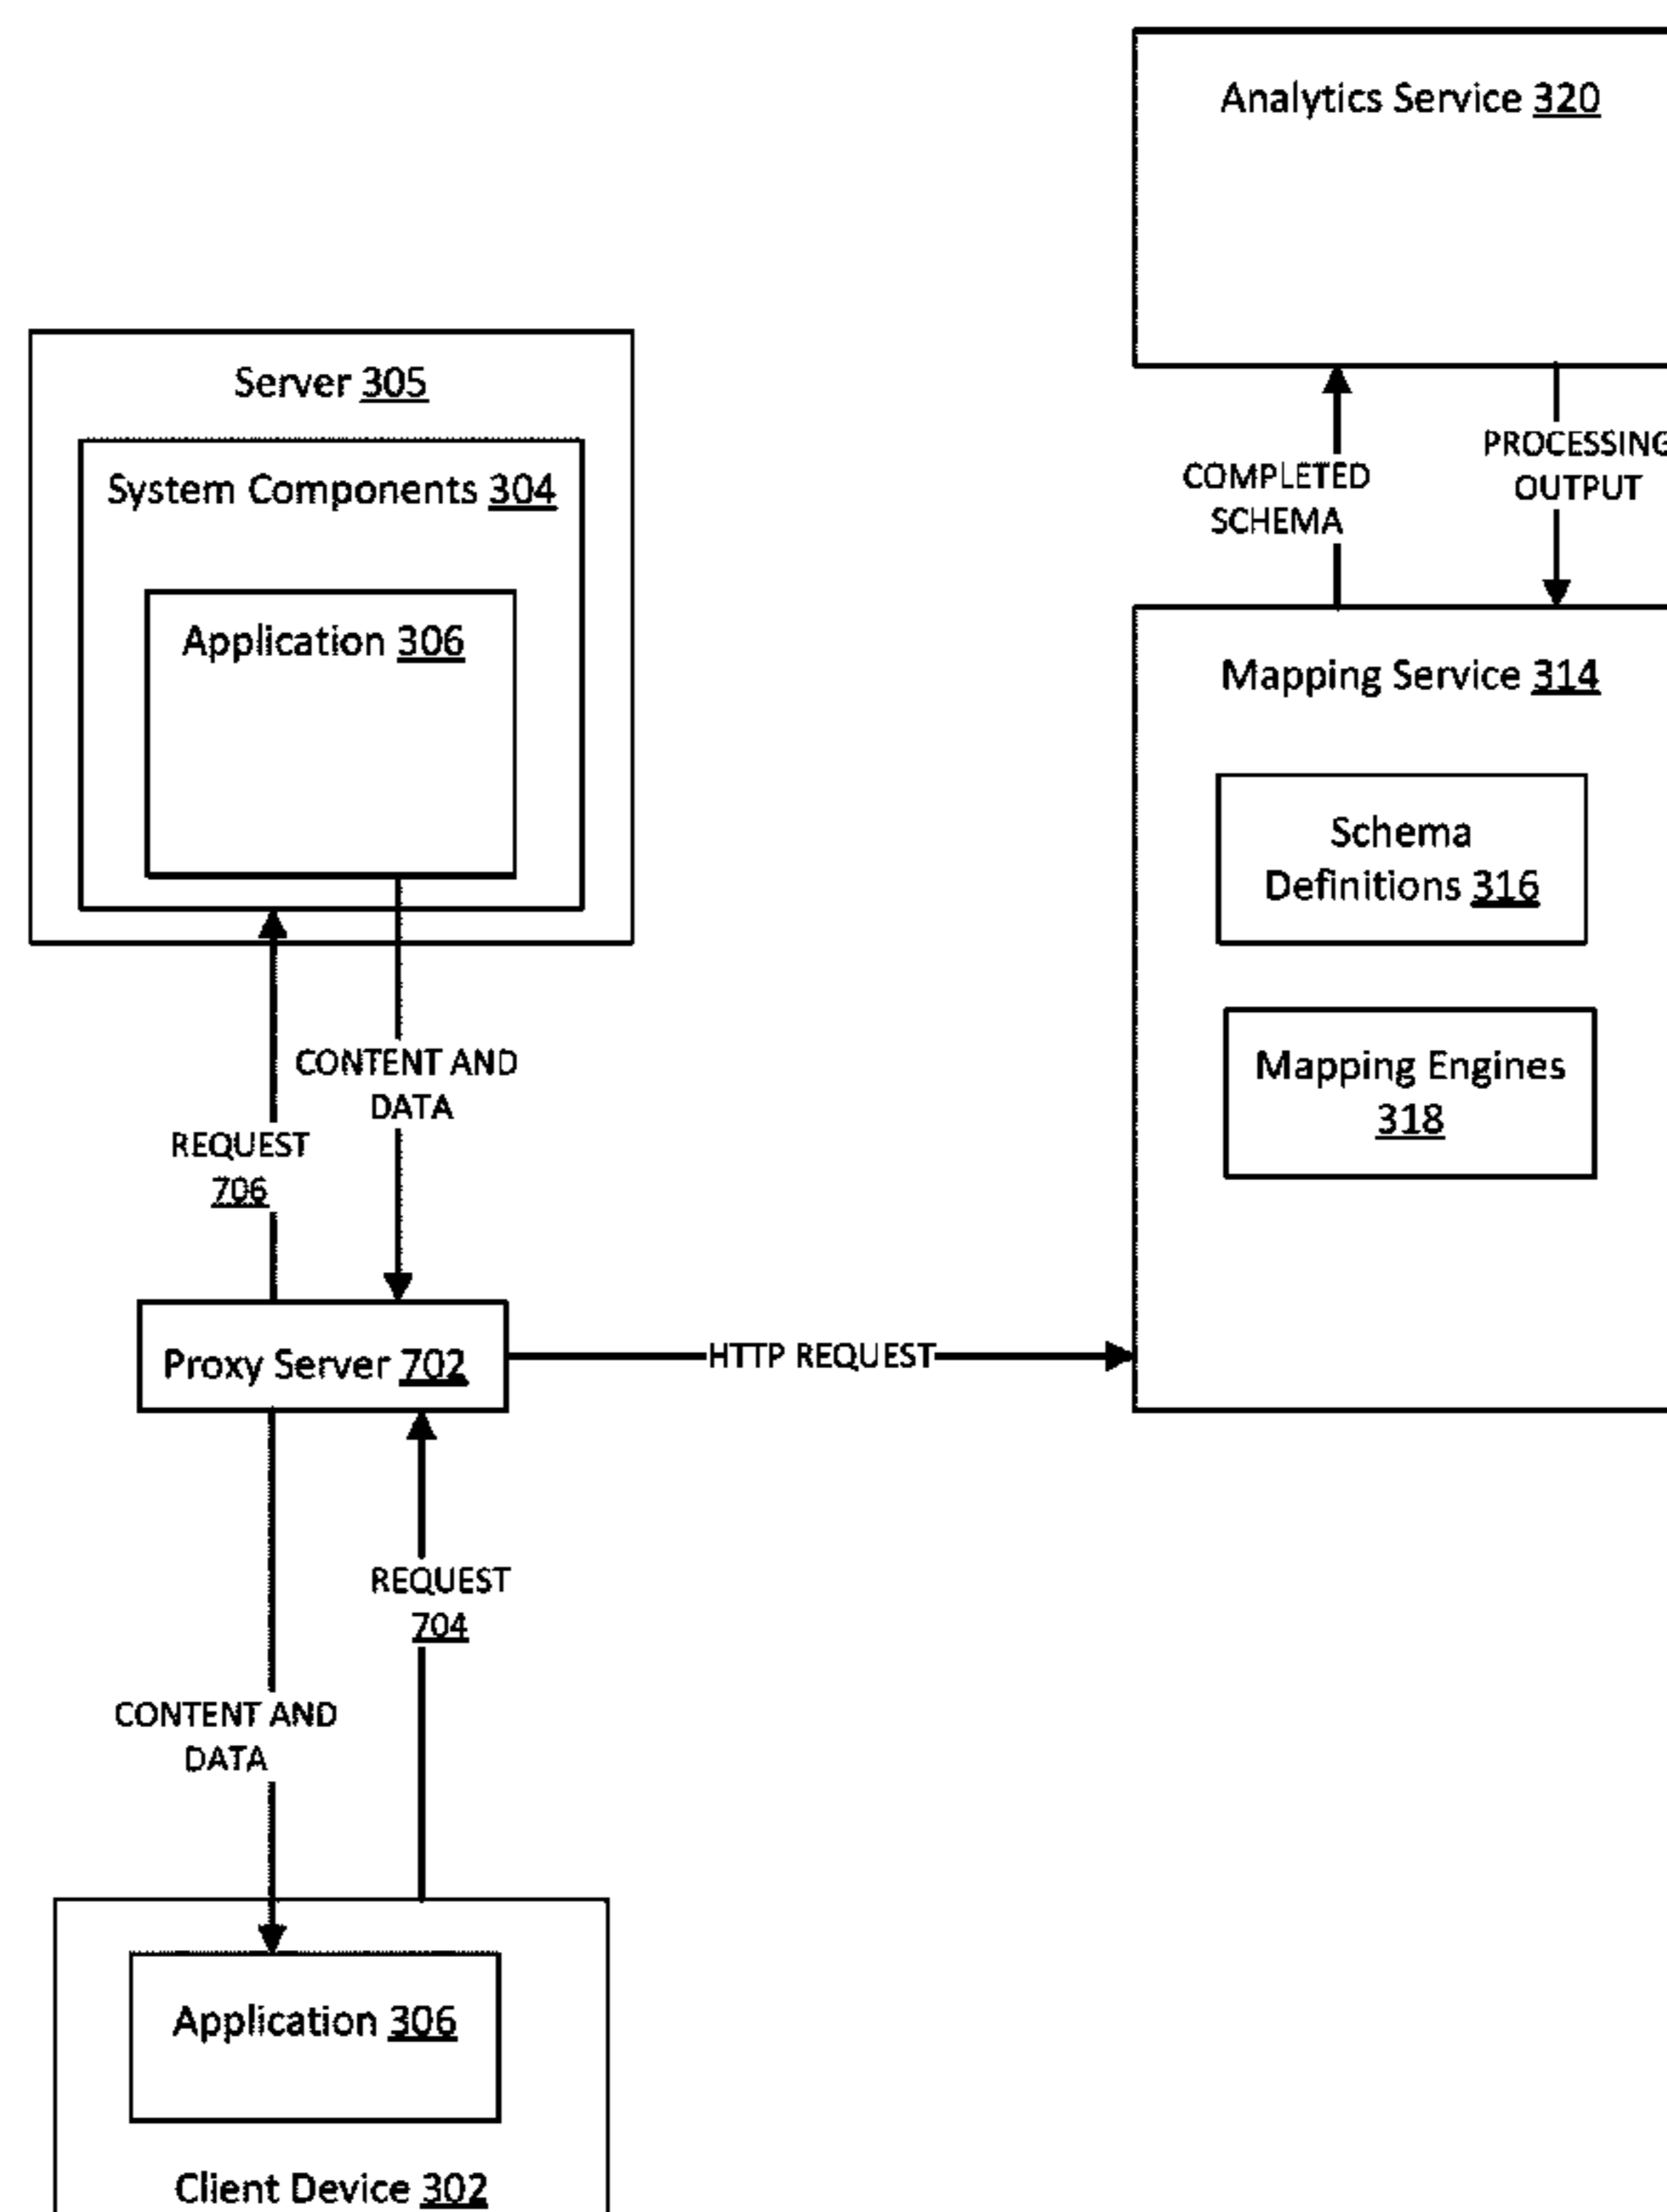 Analytics Service 320
Server 305
System Components 304
Application 306
COMPLETED
SCHEMA
PROCESSING
OUTPUT
Mapping Service 314
Schema
Definitions 316
Mapping Engines
318
CONTENT AND
DATA
REQUEST
706
Proxy Server 702
HTTP REQUEST
REQUEST
704
CONTENT AND
DATA
Application 306
Client Device 302